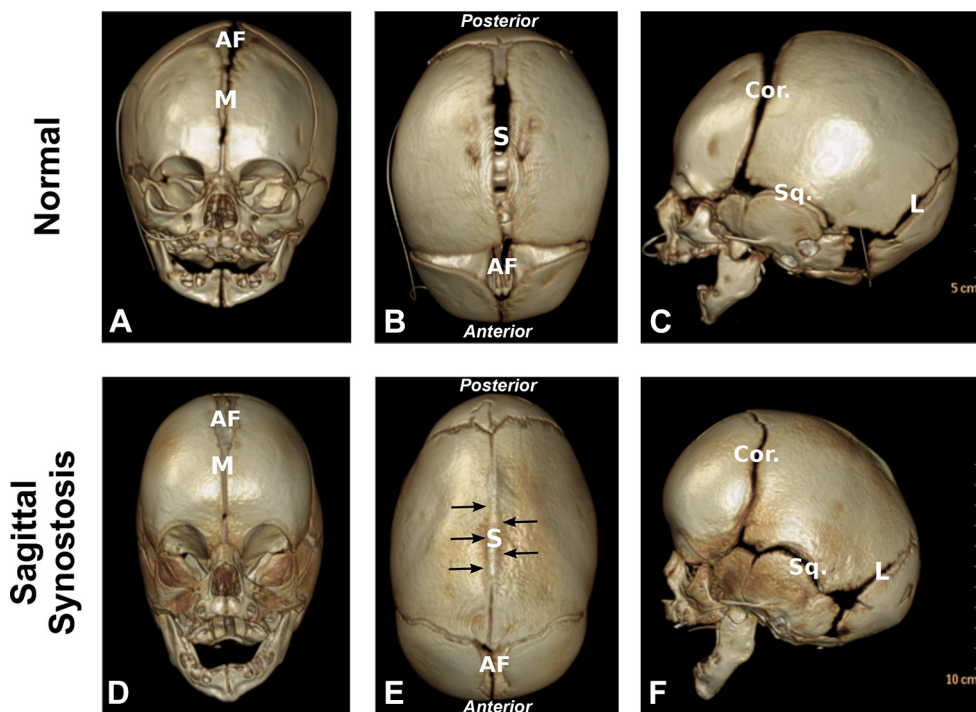 Normal
AF
M
A
Posterior
S
AF
Anterior
B
Cor.
Sq.
L
5 cm
C
Sagittal
Synostosis
AF
M
D
Posterior
S
AF
Anterior
E
Cor.
Sq.
L
10 cm
F